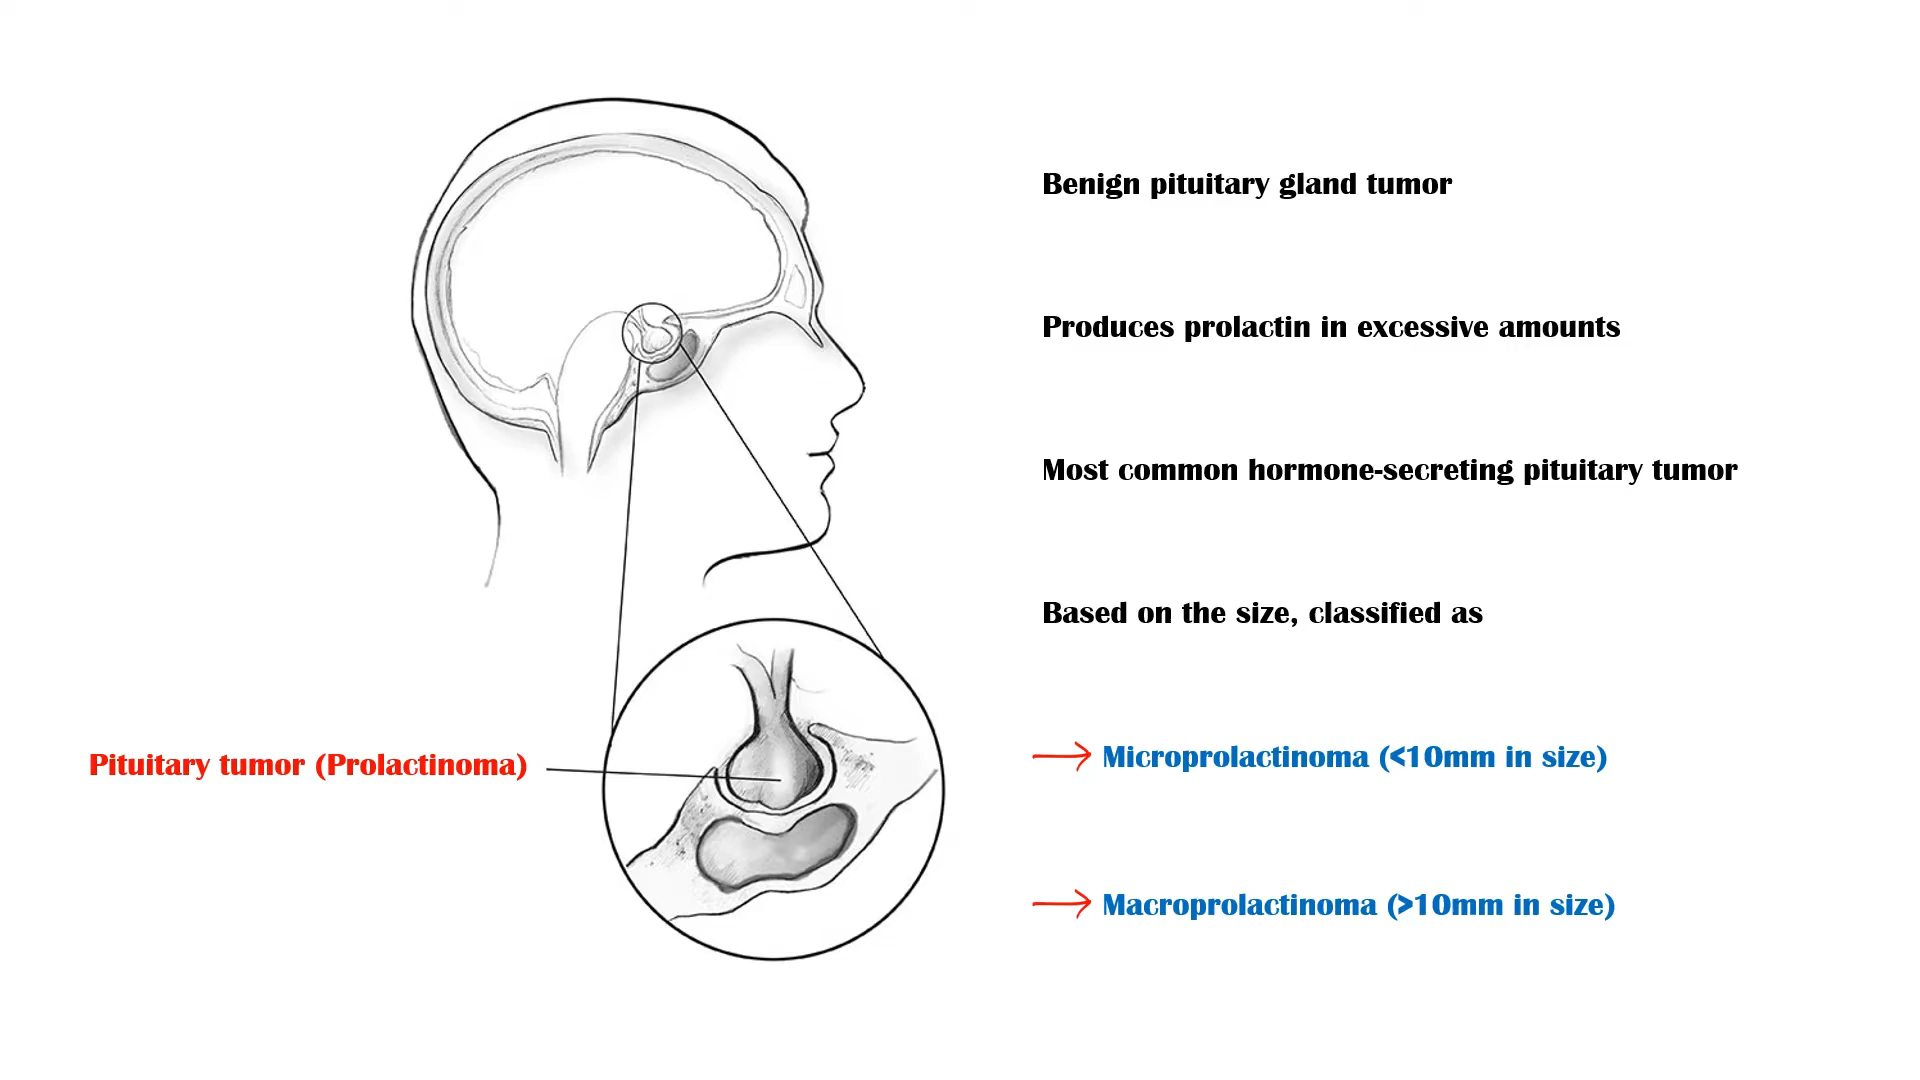 Benign pituitary gland tumor
Produces prolactin in excessive amounts
Most common hormone-secreting pituitary tumor
Based on the size, classified as
Pituitary tumor (Prolactinoma)
Microprolactinoma (<10mm in size)
Macroprolactinoma (>10mm in size)